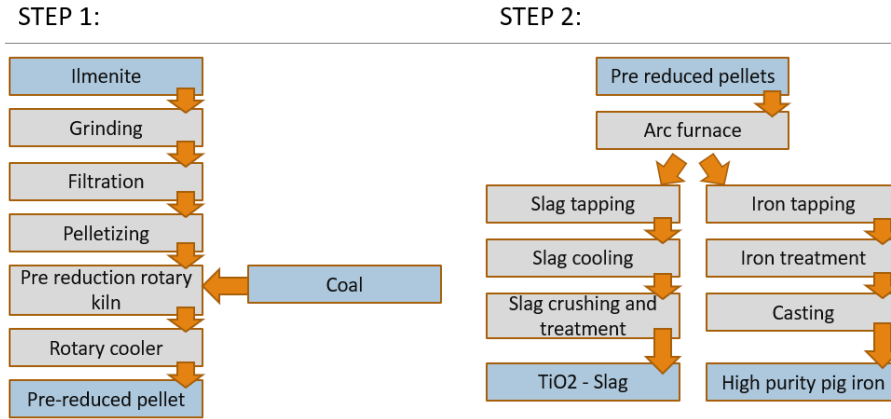 STEP 1:
Ilmenite
Grinding
Filtration
Pelletizing
Pre reduction rotary
kiln
Coal
Rotary cooler
Pre-reduced pellet
STEP 2:
Pre reduced pellets
Arc furnace
Slag tapping
Slag cooling
Slag crushing and
treatment
TiO2 - Slag
Iron tapping
Iron treatment
Casting
High purity pig iron